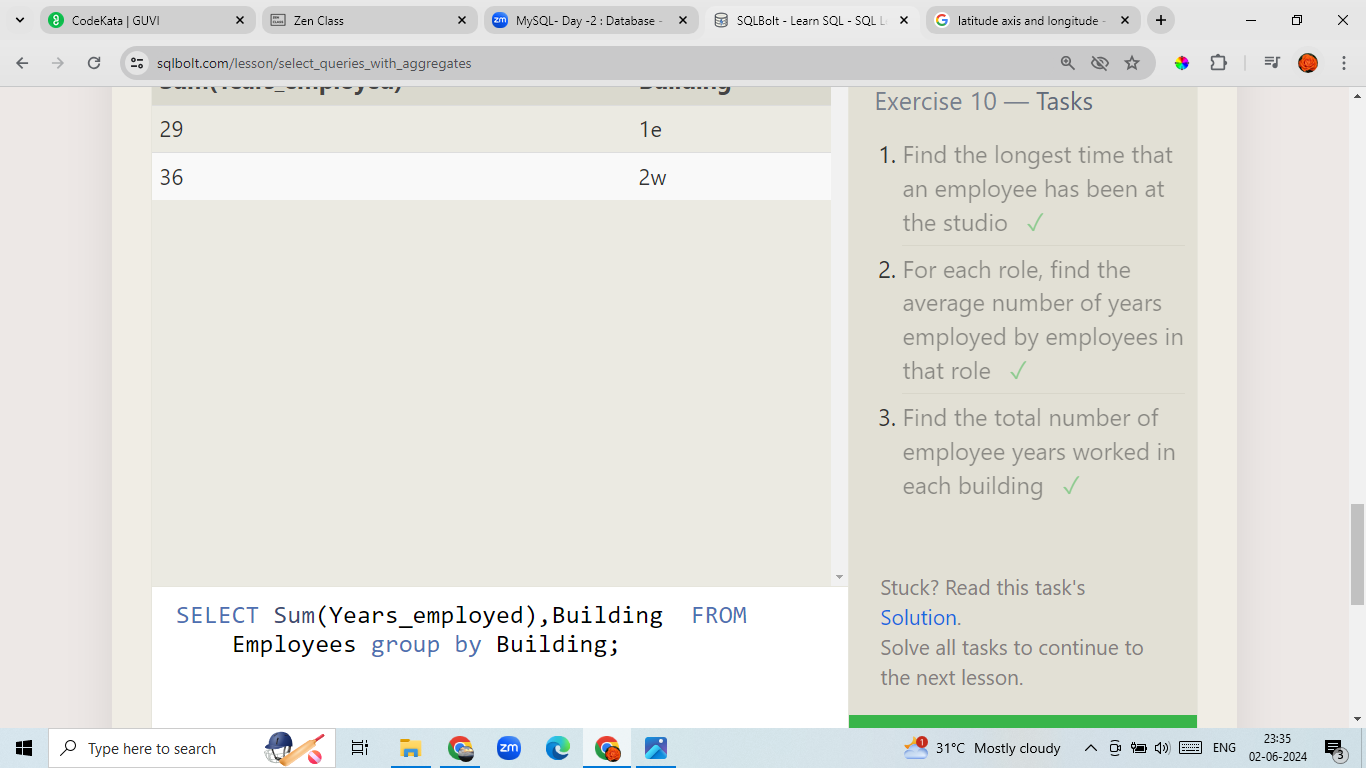 CodeKata | GUVI
Zen Class
MySQL- Day -2 : Database -
SQLBolt - Learn SQL - SQL L
latitude axis and longitude -
sqlbolt.com/lesson/select_queries_with_aggregates
Sum(Years_employed) Building
29 1e
36 2w
Exercise 10 — Tasks
1. Find the longest time that
an employee has been at
the studio ✓
2. For each role, find the
average number of years
employed by employees in
that role ✓
3. Find the total number of
employee years worked in
each building ✓
Stuck? Read this task's
Solution.
Solve all tasks to continue to
the next lesson.
SELECT Sum(Years_employed),Building FROM
Employees group by Building;
Type here to search
zm
1
31°C Mostly cloudy
ENG
23:35
02-06-2024
3